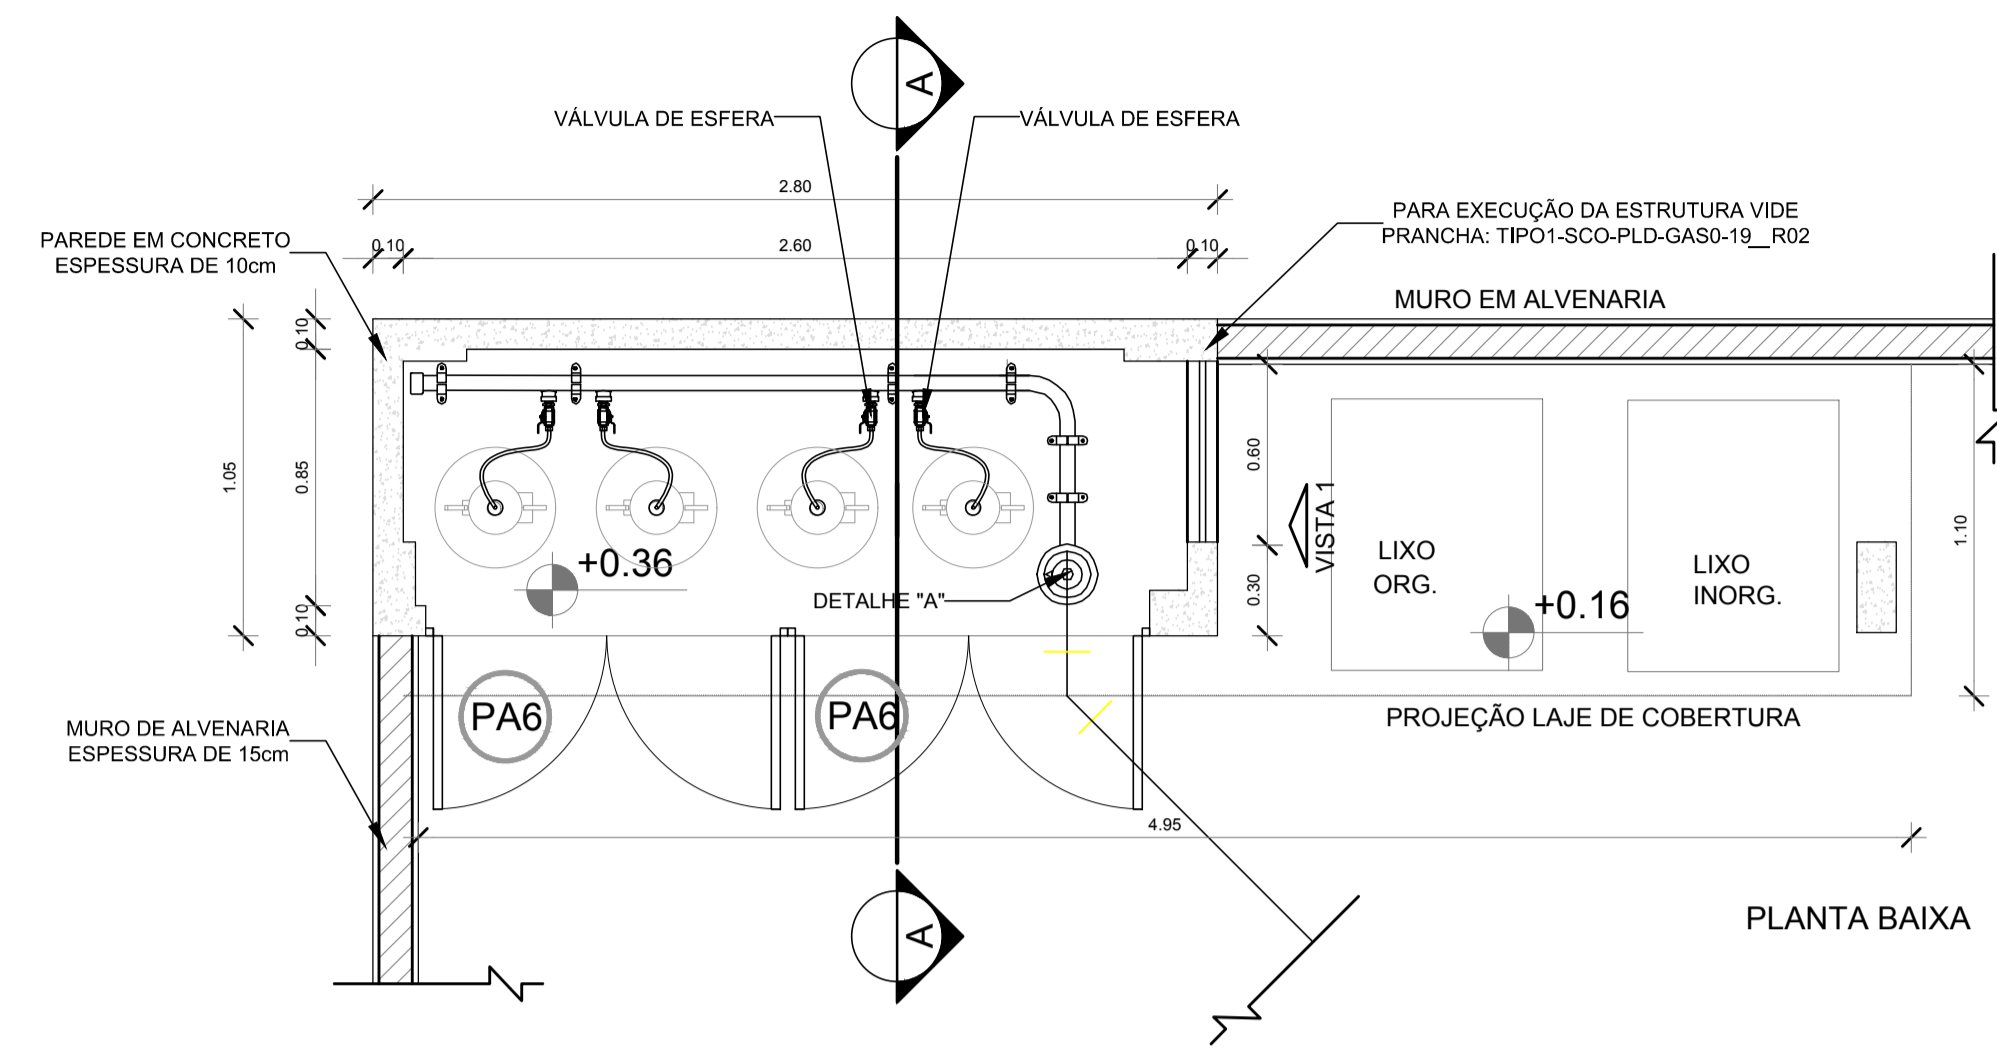 A
VÁLVULA DE ESFERA
VÁLVULA DE ESFERA
2.80
PARA EXECUÇÃO DA ESTRUTURA VIDE
PRANCHA: TIPO1-SCO-PLD-GAS0-19__R02
PAREDE EM CONCRETO
ESPESSURA DE 10cm
0.10
2.60
0.10
MURO EM ALVENARIA
0.10
1.05
0.85
0.10
0.60
0.30
VISTA 1
1.10
LIXO
ORG.
LIXO
INORG.
+0.36
DETALHE "A"
+0.16
PA6
PA6
PROJEÇÃO LAJE DE COBERTURA
MURO DE ALVENARIA
ESPESSURA DE 15cm
4.95
PLANTA BAIXA
A